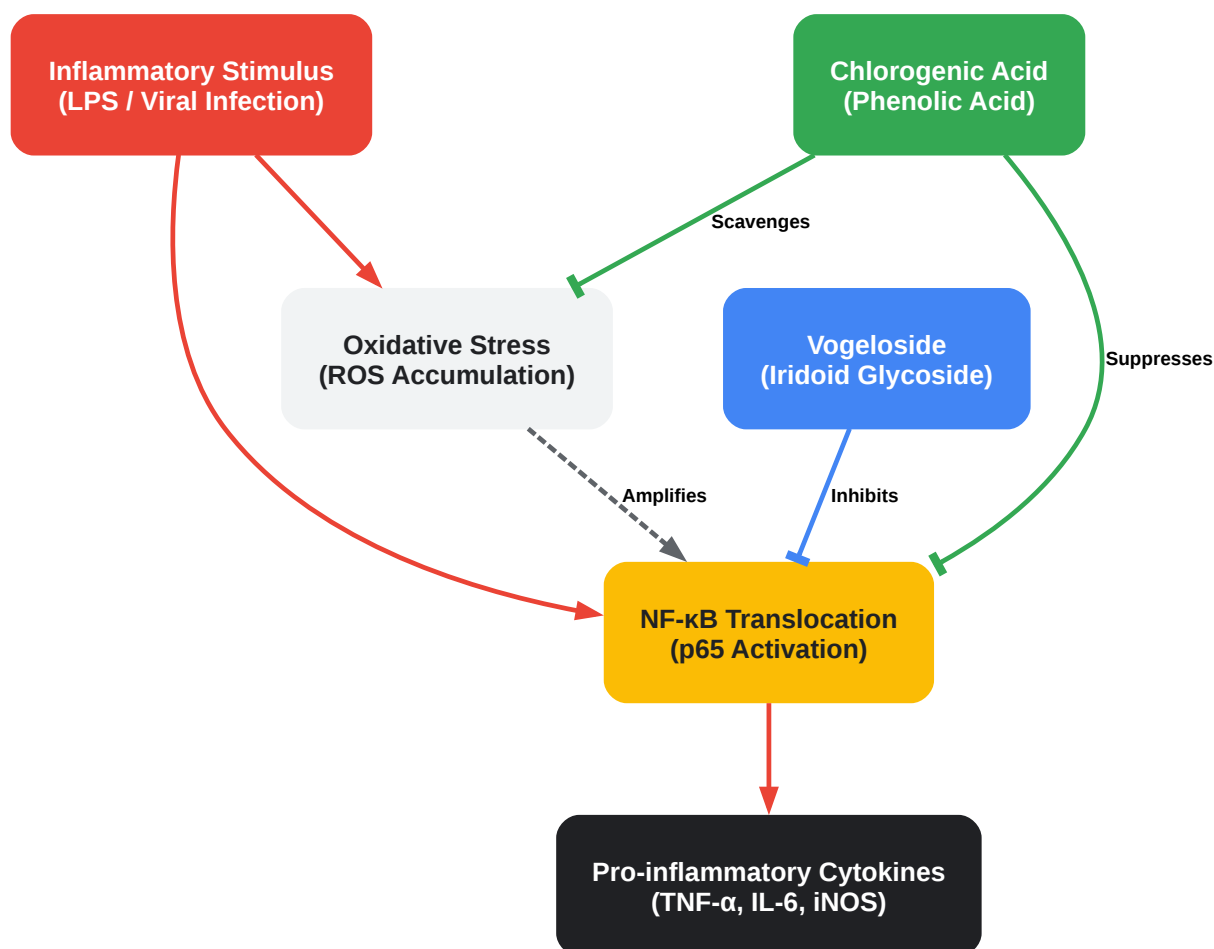 Inflammatory Stimulus
(LPS / Viral Infection)
Chlorogenic Acid
(Phenolic Acid)
Scavenges
Oxidative Stress
(ROS Accumulation)
Vogeloside
(Iridoid Glycoside)
Suppresses
Amplifies
Inhibits
NF-κB Translocation
(p65 Activation)
Pro-inflammatory Cytokines
(TNF-α, IL-6, iNOS)